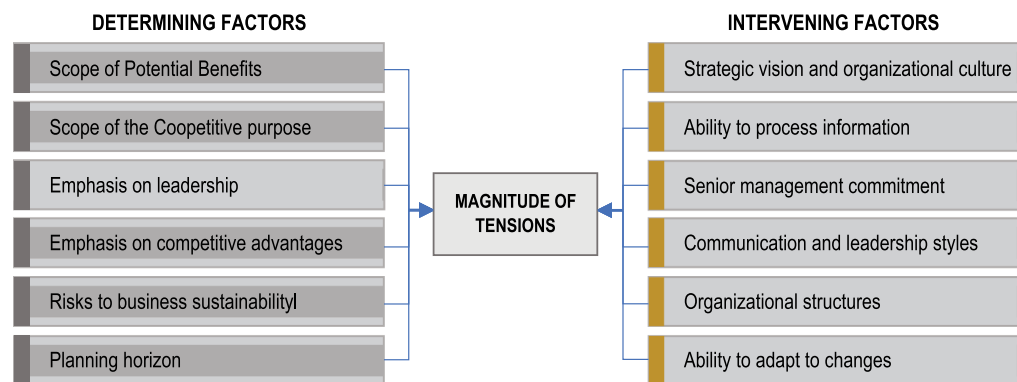 DETERMINING FACTORS
Scope of Potential Benefits
Scope of the Coopetitive purpose
Emphasis on leadership
Emphasis on competitive advantages
Risks to business sustainabilityl
Planning horizon
MAGNITUDE OF
TENSIONS
INTERVENING FACTORS
Strategic vision and organizational culture
Ability to process information
Senior management commitment
Communication and leadership styles
Organizational structures
Ability to adapt to changes